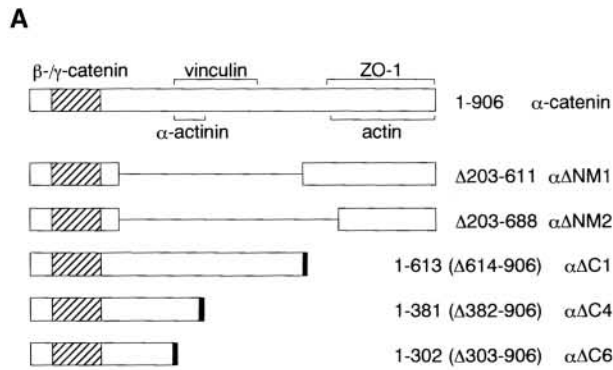 A
β-/γ-catenin vinculin ZO-1
1-906 α-catenin
α-actinin actin
Δ203-611 αΔNM1
Δ203-688 αΔNM2
1-613 (Δ614-906) αΔC1
1-381 (Δ382-906) αΔC4
1-302 (Δ303-906) αΔC6